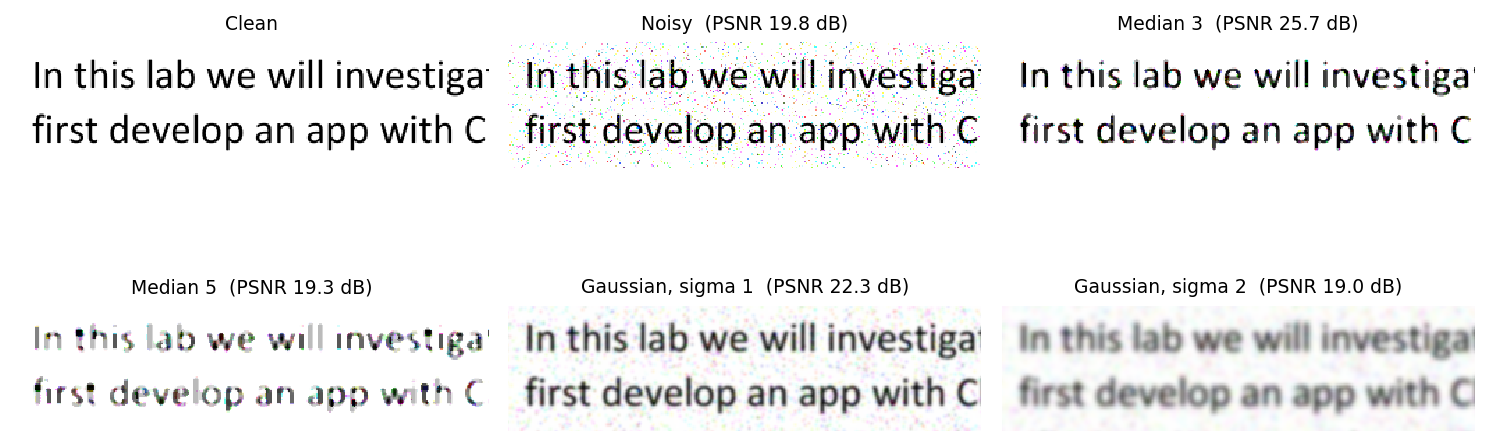 Clean
In this lab we will investiga
first develop an app with C
Noisy (PSNR 19.8 dB)
In this lab we will investiga
first develop an app with C
Median 3 (PSNR 25.7 dB)
In this lab we will investiga
first develop an app with C
Median 5 (PSNR 19.3 dB)
In this lab we will investiga
first develop an app with C
Gaussian, sigma 1 (PSNR 22.3 dB)
In this lab we will investigat
first develop an app with C
Gaussian, sigma 2 (PSNR 19.0 dB)
In this lab we will investigat
first develop an app with C